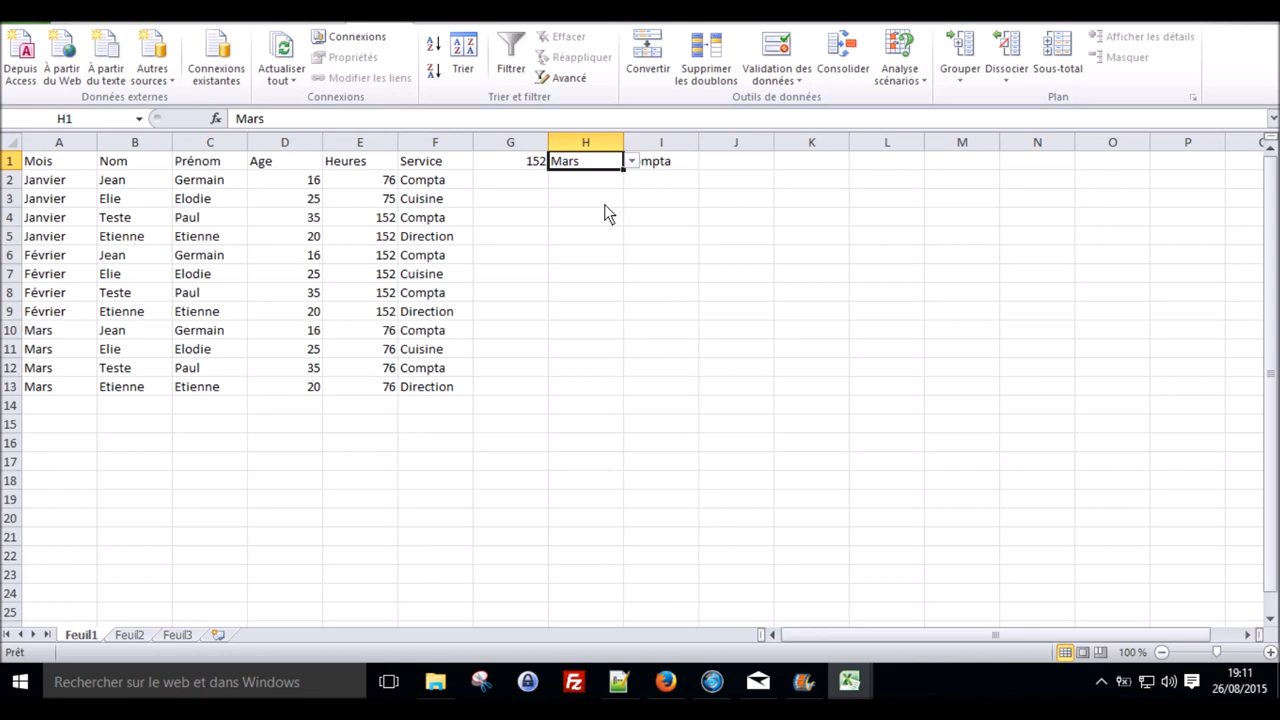 Depuis Access
À partir du Web
À partir du texte
Autres sources
Connexions existantes
Données externes
Actualiser tout
Connexions
Propriétés
Modifier les liens
Connexions
Trier
Filtrer
Effacer
Réappliquer
Avancé
Trier et filtrer
Convertir
Supprimer les doublons
Validation des données
Consolider
Analyse scénarios
Outils de données
Grouper
Dissocier
Sous-total
Afficher les détails
Masquer
Plan
H1 fx Mars
A B C D E F G H I J K L M N O P
1 Mois Nom Prénom Age Heures Service 152 Mars mpta
2 Janvier Jean Germain 16 76 Compta
3 Janvier Elie Elodie 25 75 Cuisine
4 Janvier Teste Paul 35 152 Compta
5 Janvier Etienne Etienne 20 152 Direction
6 Février Jean Germain 16 152 Compta
7 Février Elie Elodie 25 152 Cuisine
8 Février Teste Paul 35 152 Compta
9 Février Etienne Etienne 20 152 Direction
10 Mars Jean Germain 16 76 Compta
11 Mars Elie Elodie 25 76 Cuisine
12 Mars Teste Paul 35 76 Compta
13 Mars Etienne Etienne 20 76 Direction
14
15
16
17
18
19
20
21
22
23
24
25
Feuil1 Feuil2 Feuil3
Prêt 100 %
Rechercher sur le web et dans Windows
19:11
26/08/2015